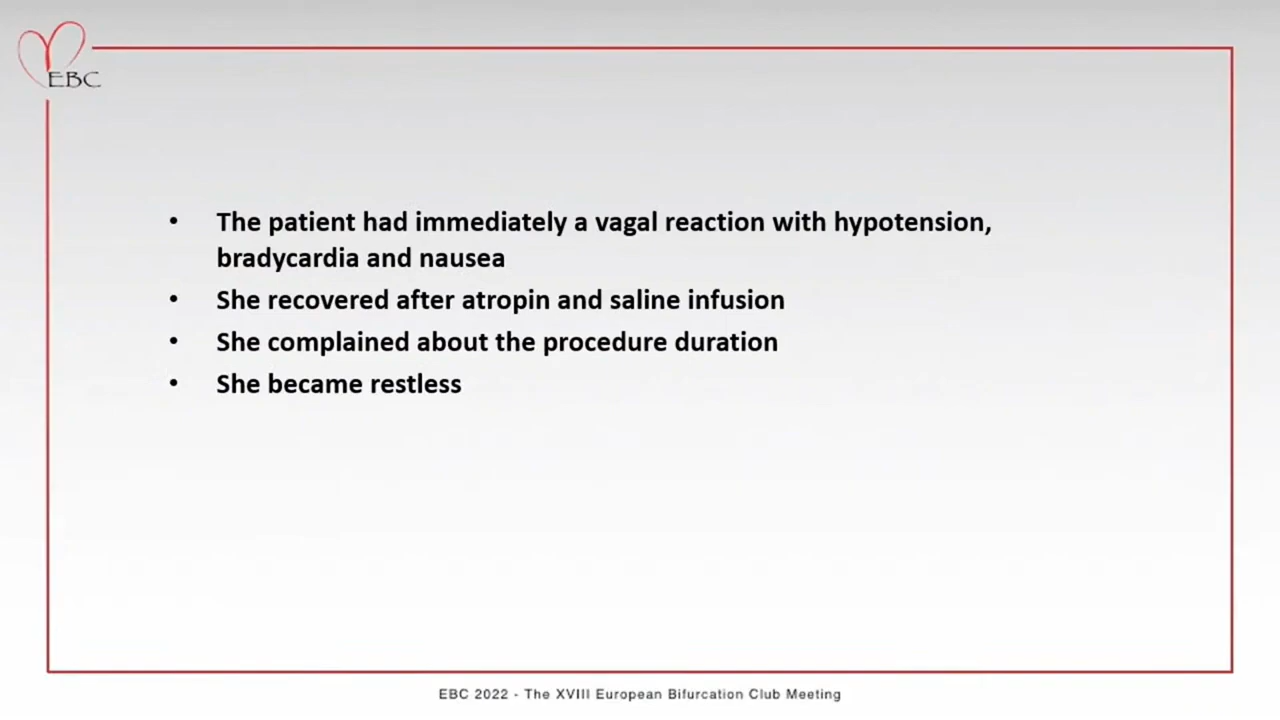 EBC
• The patient had immediately a vagal reaction with hypotension,
bradycardia and nausea
• She recovered after atropin and saline infusion
• She complained about the procedure duration
• She became restless
EBC 2022 - The XVIII European Bifurcation Club Meeting